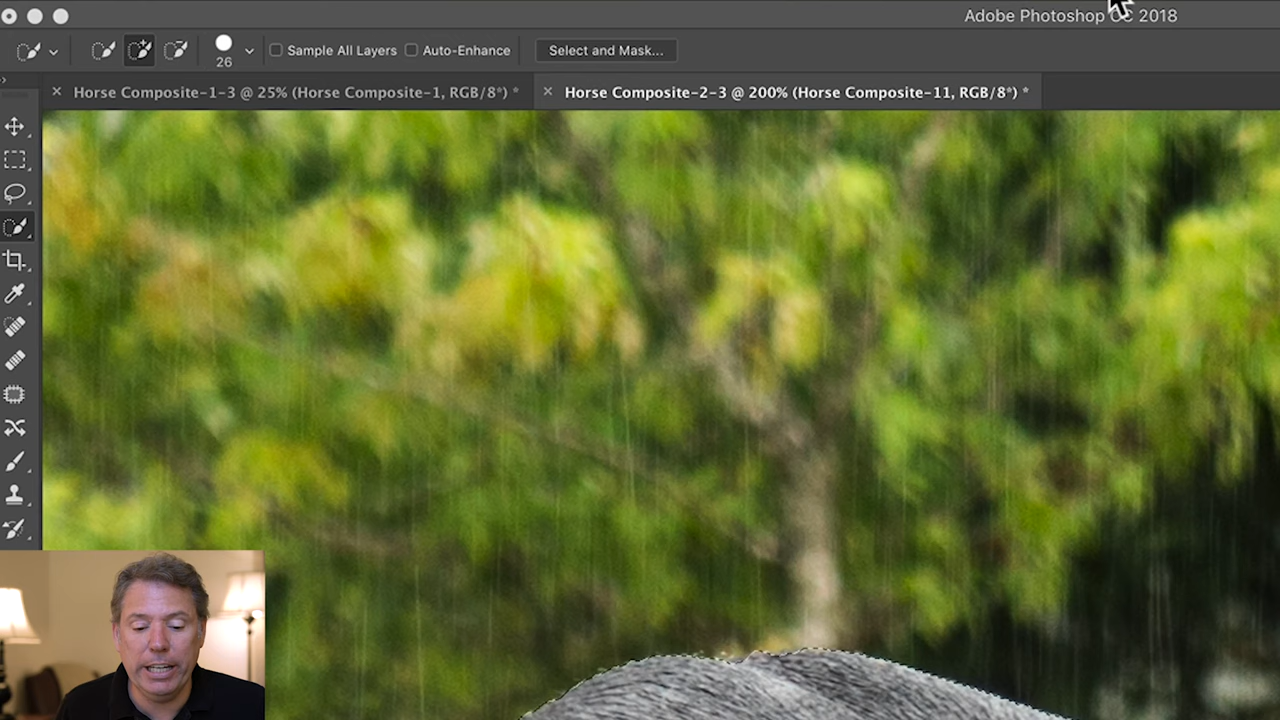 Adobe Photoshop CC 2018
26
Sample All Layers
Auto-Enhance
Select and Mask...
Horse Composite-1-3 @ 25% (Horse Composite-1, RGB/8*) *
Horse Composite-2-3 @ 200% (Horse Composite-11, RGB/8*) *